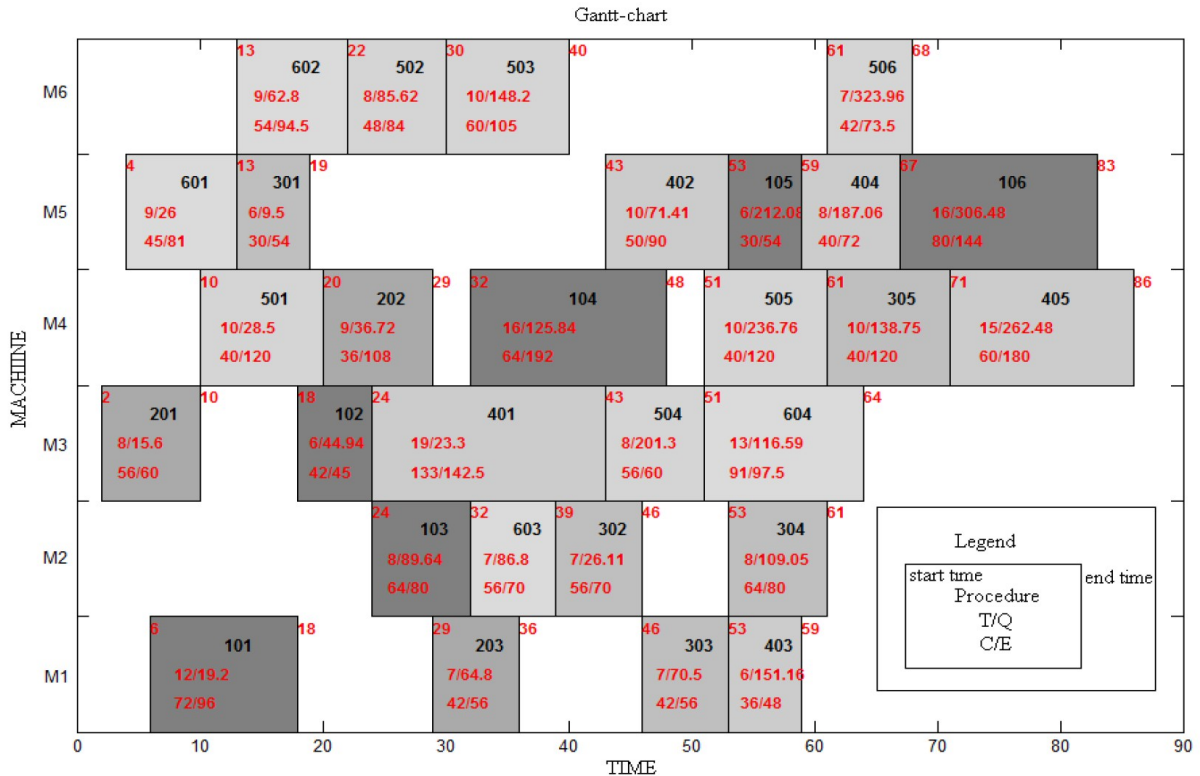 Gantt-chart
13 22 30 40 61 68
602 502 503 506
M6
9/62.8 8/85.62 10/148.2 7/323.96
54/94.5 48/84 60/105 42/73.5
4 13 19 43 53 59 67 83
601 301 402 105 404 106
M5
9/26 6/9.5 10/71.41 6/212.08 8/187.06 16/306.48
45/81 30/54 50/90 30/54 40/72 80/144
10 20 29 32 48 51 61 71 86
501 202 104 505 305 405
M4
10/28.5 9/36.72 16/125.84 10/236.76 10/138.75 15/262.48
40/120 36/108 64/192 40/120 40/120 60/180
MACHIINE
2 10 18 24 43 51 64
201 102 401 504 604
M3
8/15.6 6/44.94 19/23.3 8/201.3 13/116.59
56/60 42/45 133/142.5 56/60 91/97.5
24 32 39 46 53 61
103 603 302 304
M2
8/89.64 7/86.8 7/26.11 8/109.05
64/80 56/70 56/70 64/80
Legend
start time end time
Procedure
T/Q
C/E
6 18 29 36 46 53 59
101 203 303 403
M1
12/19.2 7/64.8 7/70.5 6/151.16
72/96 42/56 42/56 36/48
0 10 20 30 40 50 60 70 80 90
TIME